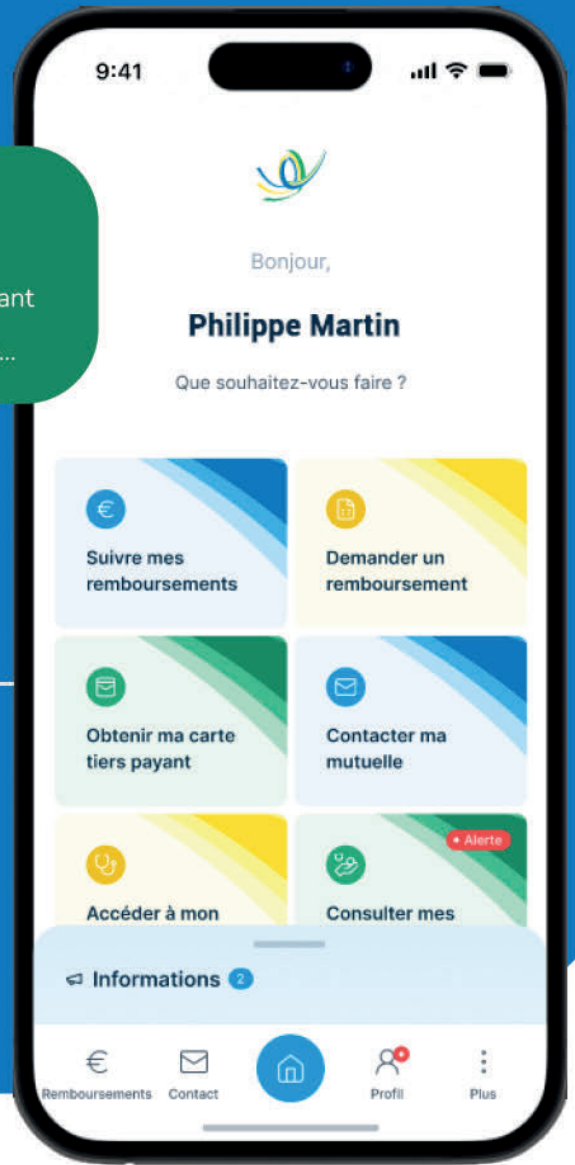 9:41
ant
...
Bonjour,
Philippe Martin
Que souhaitez-vous faire ?
Suivre mes
remboursements
Demander un
remboursement
Obtenir ma carte
tiers payant
Contacter ma
mutuelle
Alerte
Accéder à mon
Consulter mes
Informations 2
Remboursements
Contact
Profil
Plus